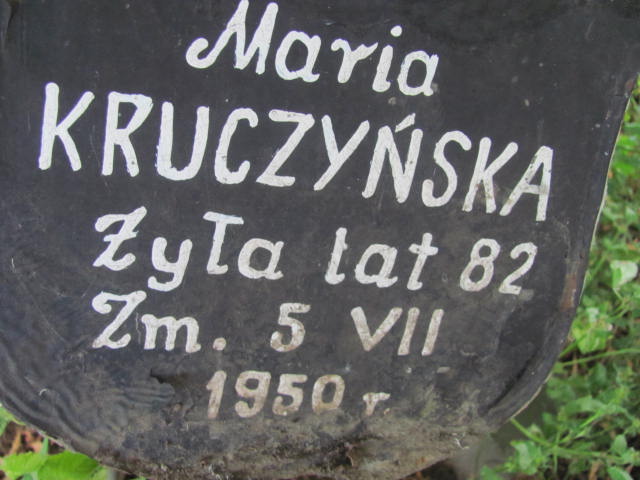 Maria
KRUCZYŃSKA
Żyła lat 82
Zm. 5 VII
1950 r.